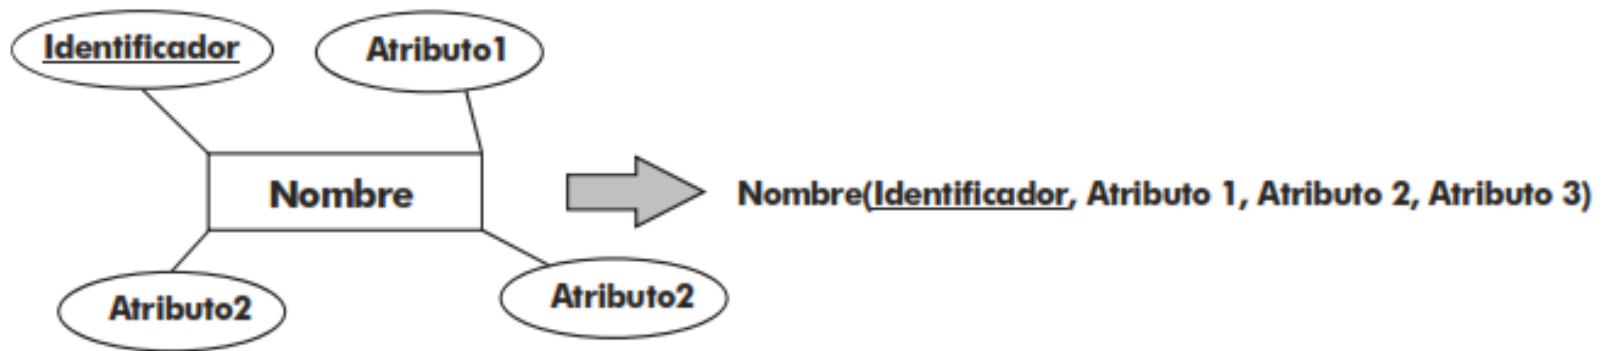 Identificador
Atributo1
Nombre
Nombre(Identificador, Atributo 1, Atributo 2, Atributo 3)
Atributo2
Atributo2